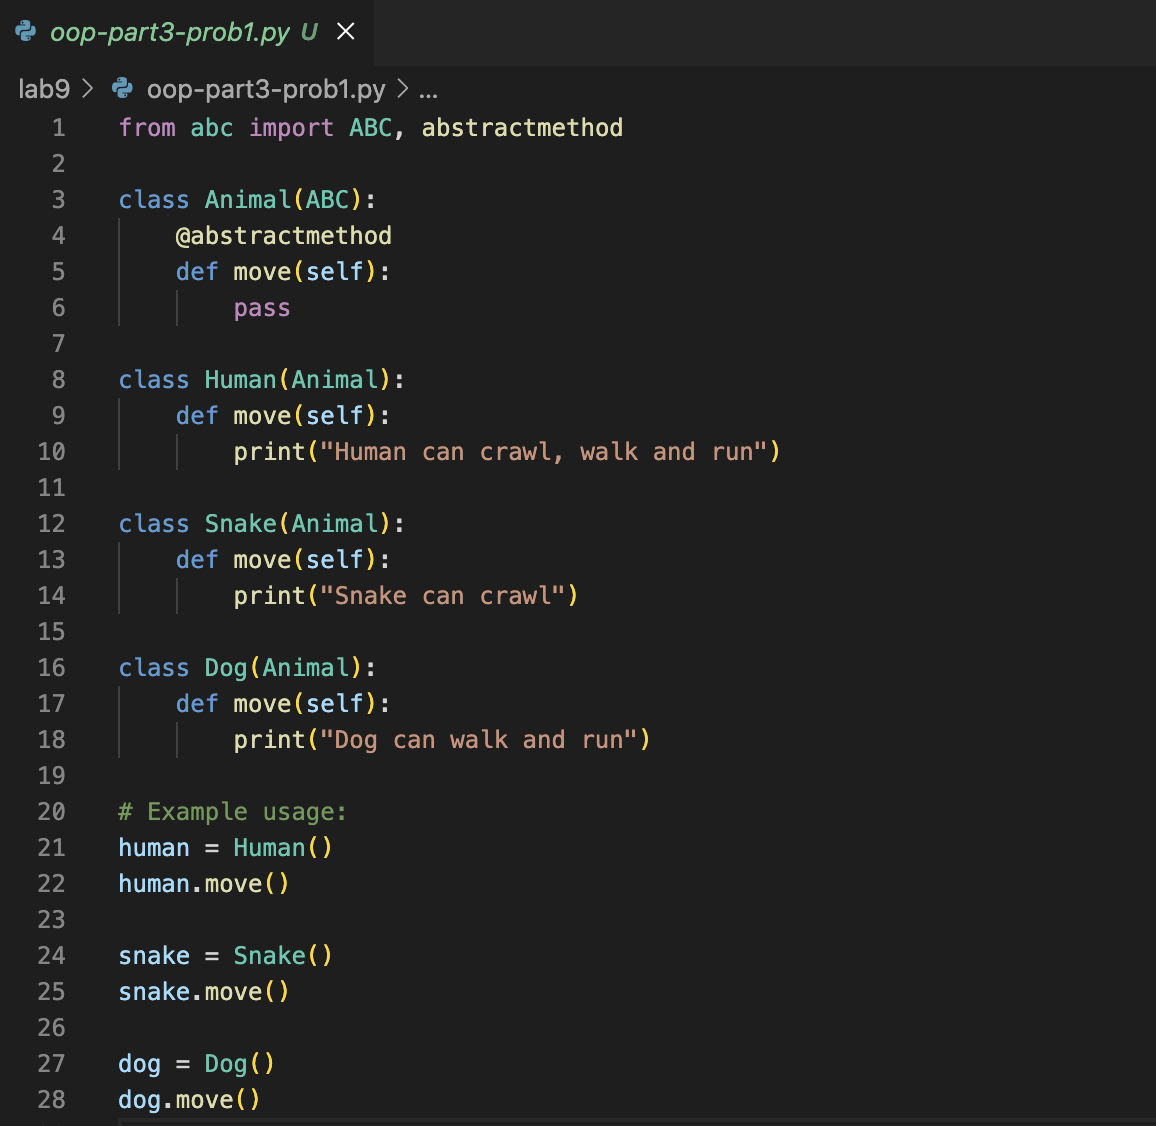 oop-part3-prob1.py U
lab9 > oop-part3-prob1.py > ...
1 from abc import ABC, abstractmethod
2
3 class Animal(ABC):
4     @abstractmethod
5     def move(self):
6         pass
7
8 class Human(Animal):
9     def move(self):
10         print("Human can crawl, walk and run")
11
12 class Snake(Animal):
13     def move(self):
14         print("Snake can crawl")
15
16 class Dog(Animal):
17     def move(self):
18         print("Dog can walk and run")
19
20 # Example usage:
21 human = Human()
22 human.move()
23
24 snake = Snake()
25 snake.move()
26
27 dog = Dog()
28 dog.move()